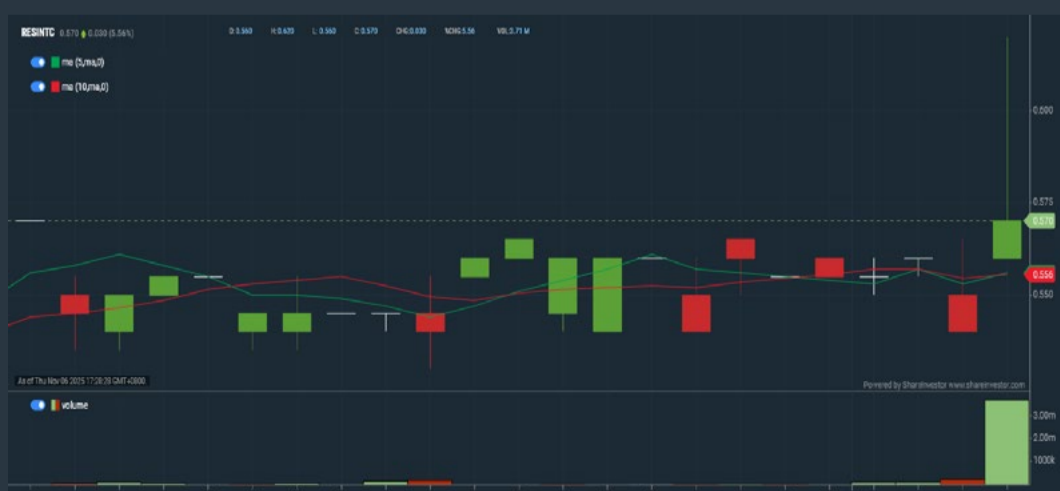 RESINTC 0.570 0.030 (5.56%) O:0.560 H:0.620 L:0.560 C:0.570 CHG:0.030 %CHG:5.56 VOL:3.73 M
ma (5,ma,0)
ma (10,ma,0)
0.600
0.575
0.570
0.556
0.550
As of Thu Nov 06 2025 17:28:28 GMT+0800
Powered by ShareInvestor www.shareinvestor.com
volume
3.00m
2.00m
1000k